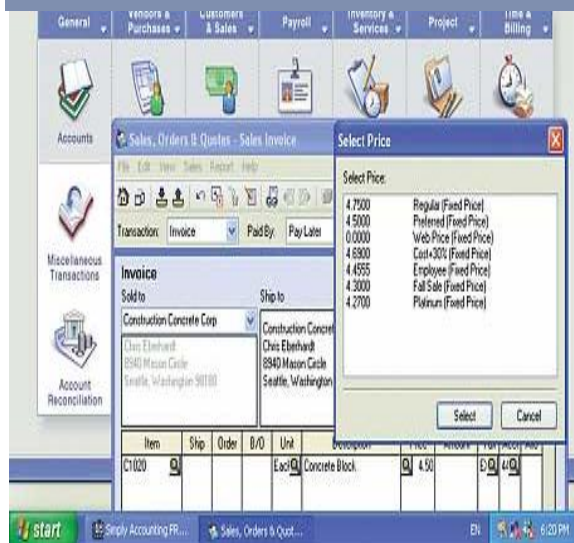 General
Vendors & Purchases
Customers & Sales
Payroll
Inventory & Services
Project
Time & Billing
Accounts
Miscellaneous Transactions
Account Reconciliation
Sales, Orders & Quotes - Sales Invoice
File Edit View Sales Report Help
Transaction: Invoice Paid By: Pay Later
Invoice
Sold to Ship to
Construction Concrete Corp
Chris Eberhardt
8940 Mason Circle
Seattle, Washington 98180
Construction Concret
Chris Eberhardt
8940 Mason Circle
Seattle, Washington
Item Ship Order B/O Unit Price Amount
C1020 Each Concrete Block 4.50
Select Price
Select Price:
4.7500 Regular (Fixed Price)
4.5000 Preferred (Fixed Price)
0.0000 Web Price (Fixed Price)
4.6900 Cost+30% (Fixed Price)
4.4555 Employee (Fixed Price)
4.3000 Fall Sale (Fixed Price)
4.2700 Platinum (Fixed Price)
Select Cancel
start Simply Accounting FR... Sales, Orders & Quot... EN 6:20 PM